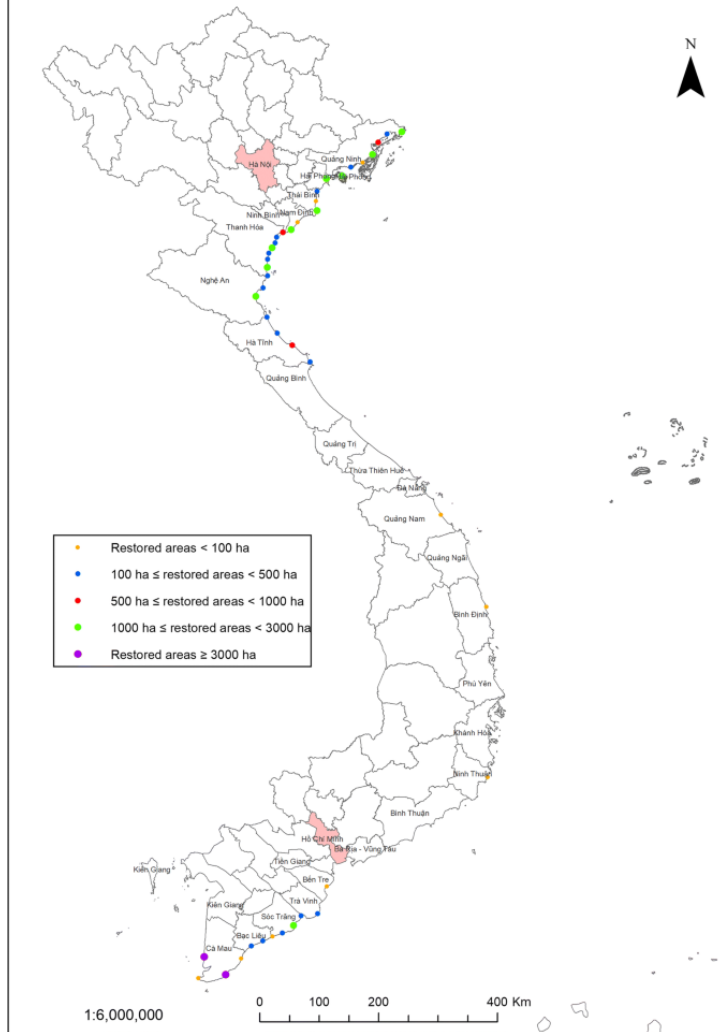 N
Hà Nội
Quảng Ninh
Hải Phòng
Thái Bình
Nam Định
Ninh Bình
Thanh Hóa
Nghệ An
Hà Tĩnh
Quảng Bình
Quảng Trị
Thừa Thiên Huế
Đà Nẵng
Quảng Nam
Quảng Ngãi
Restored areas < 100 ha
100 ha ≤ restored areas < 500 ha
500 ha ≤ restored areas < 1000 ha
1000 ha ≤ restored areas < 3000 ha
Restored areas ≥ 3000 ha
Bình Định
Phú Yên
Khánh Hòa
Ninh Thuận
Bình Thuận
Hồ Chí Minh
Bà Rịa - Vũng Tàu
Tiền Giang
Kiên Giang
Bến Tre
Trà Vinh
Kiên Giang
Sóc Trăng
Bạc Liêu
Cà Mau
1:6,000,000
0 100 200 400 Km